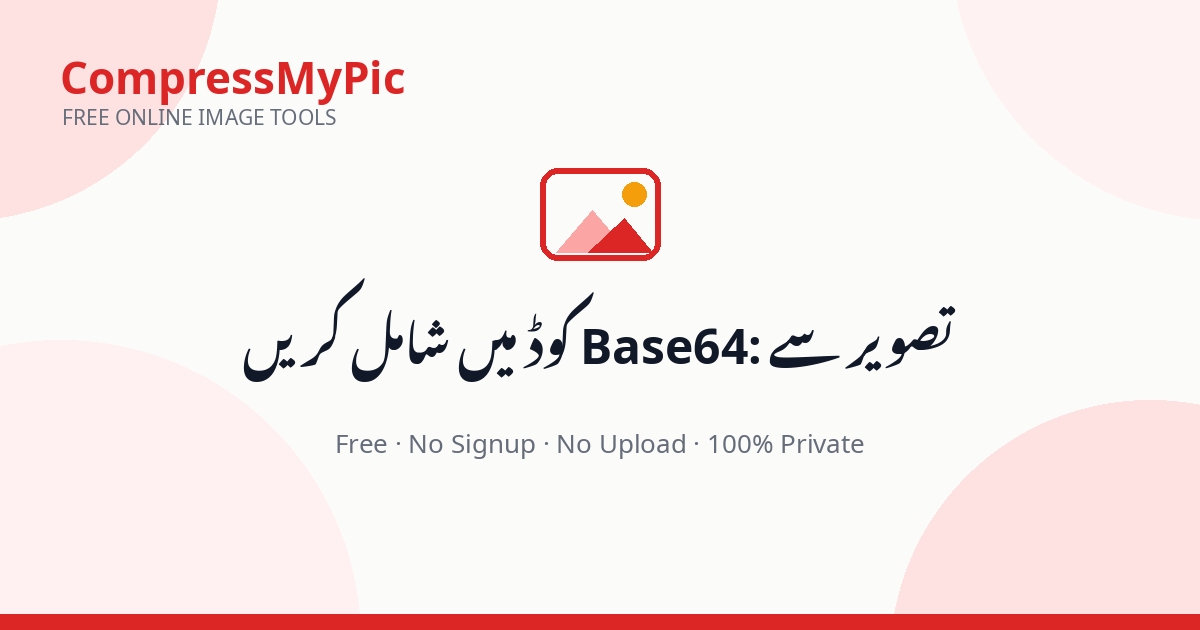 CompressMyPic
FREE ONLINE IMAGE TOOLS
تصویر سے Base64: کوڈ میں شامل کریں
Free · No Signup · No Upload · 100% Private